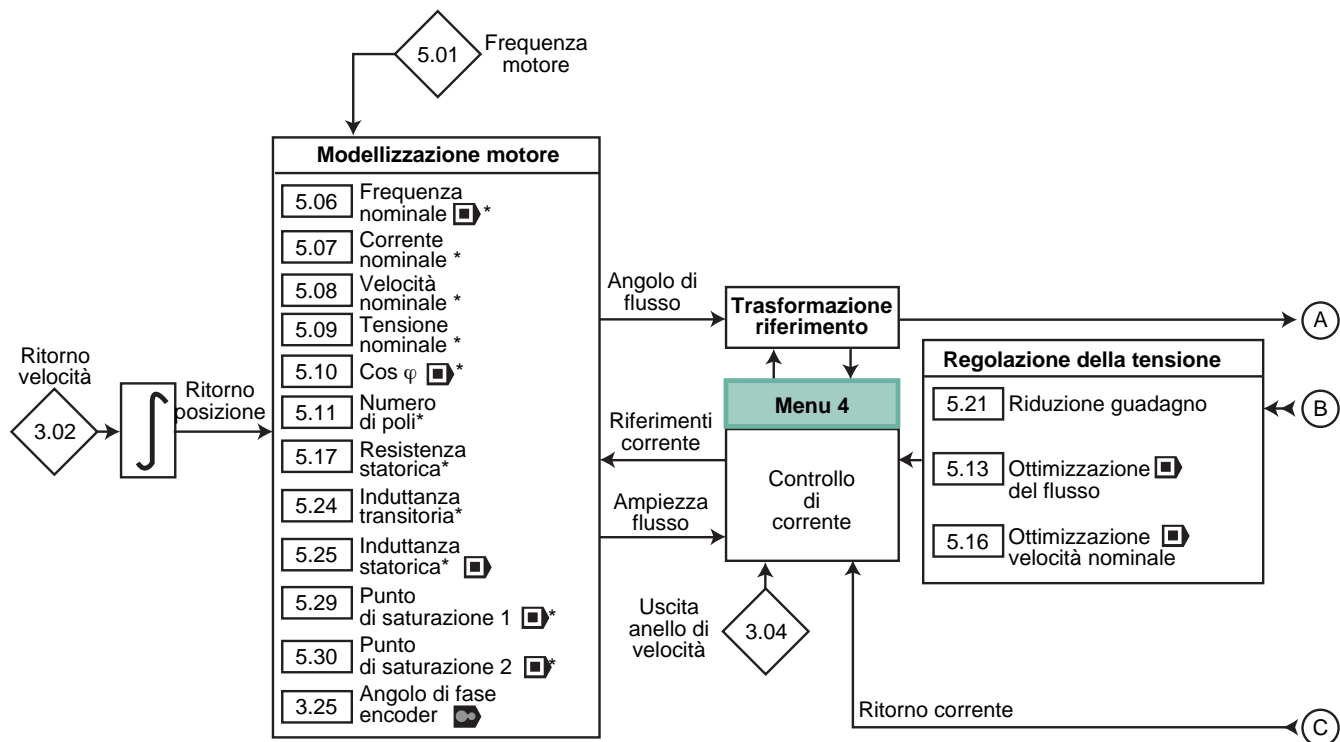 5.01
Frequenza
motore
Modellizzazione motore
5.06
Frequenza
nominale *
5.07
Corrente
nominale *
5.08
Velocità
nominale *
5.09
Tensione
nominale *
5.10
Cos φ *
5.11
Numero
di poli*
5.17
Resistenza
statorica*
5.24
Induttanza
transitoria*
5.25
Induttanza
statorica*
5.29
Punto
di saturazione 1 *
5.30
Punto
di saturazione 2 *
3.25
Angolo di fase
encoder
Ritorno
velocità
3.02
∫
Ritorno
posizione
Angolo di
flusso
Riferimenti
corrente
Ampiezza
flusso
Trasformazione
riferimento
Menu 4
Controllo
di
corrente
Uscita
anello di
velocità
3.04
Regolazione della tensione
5.21
Riduzione guadagno
5.13
Ottimizzazione
del flusso
5.16
Ottimizzazione
velocità nominale
Ritorno corrente
A
B
C